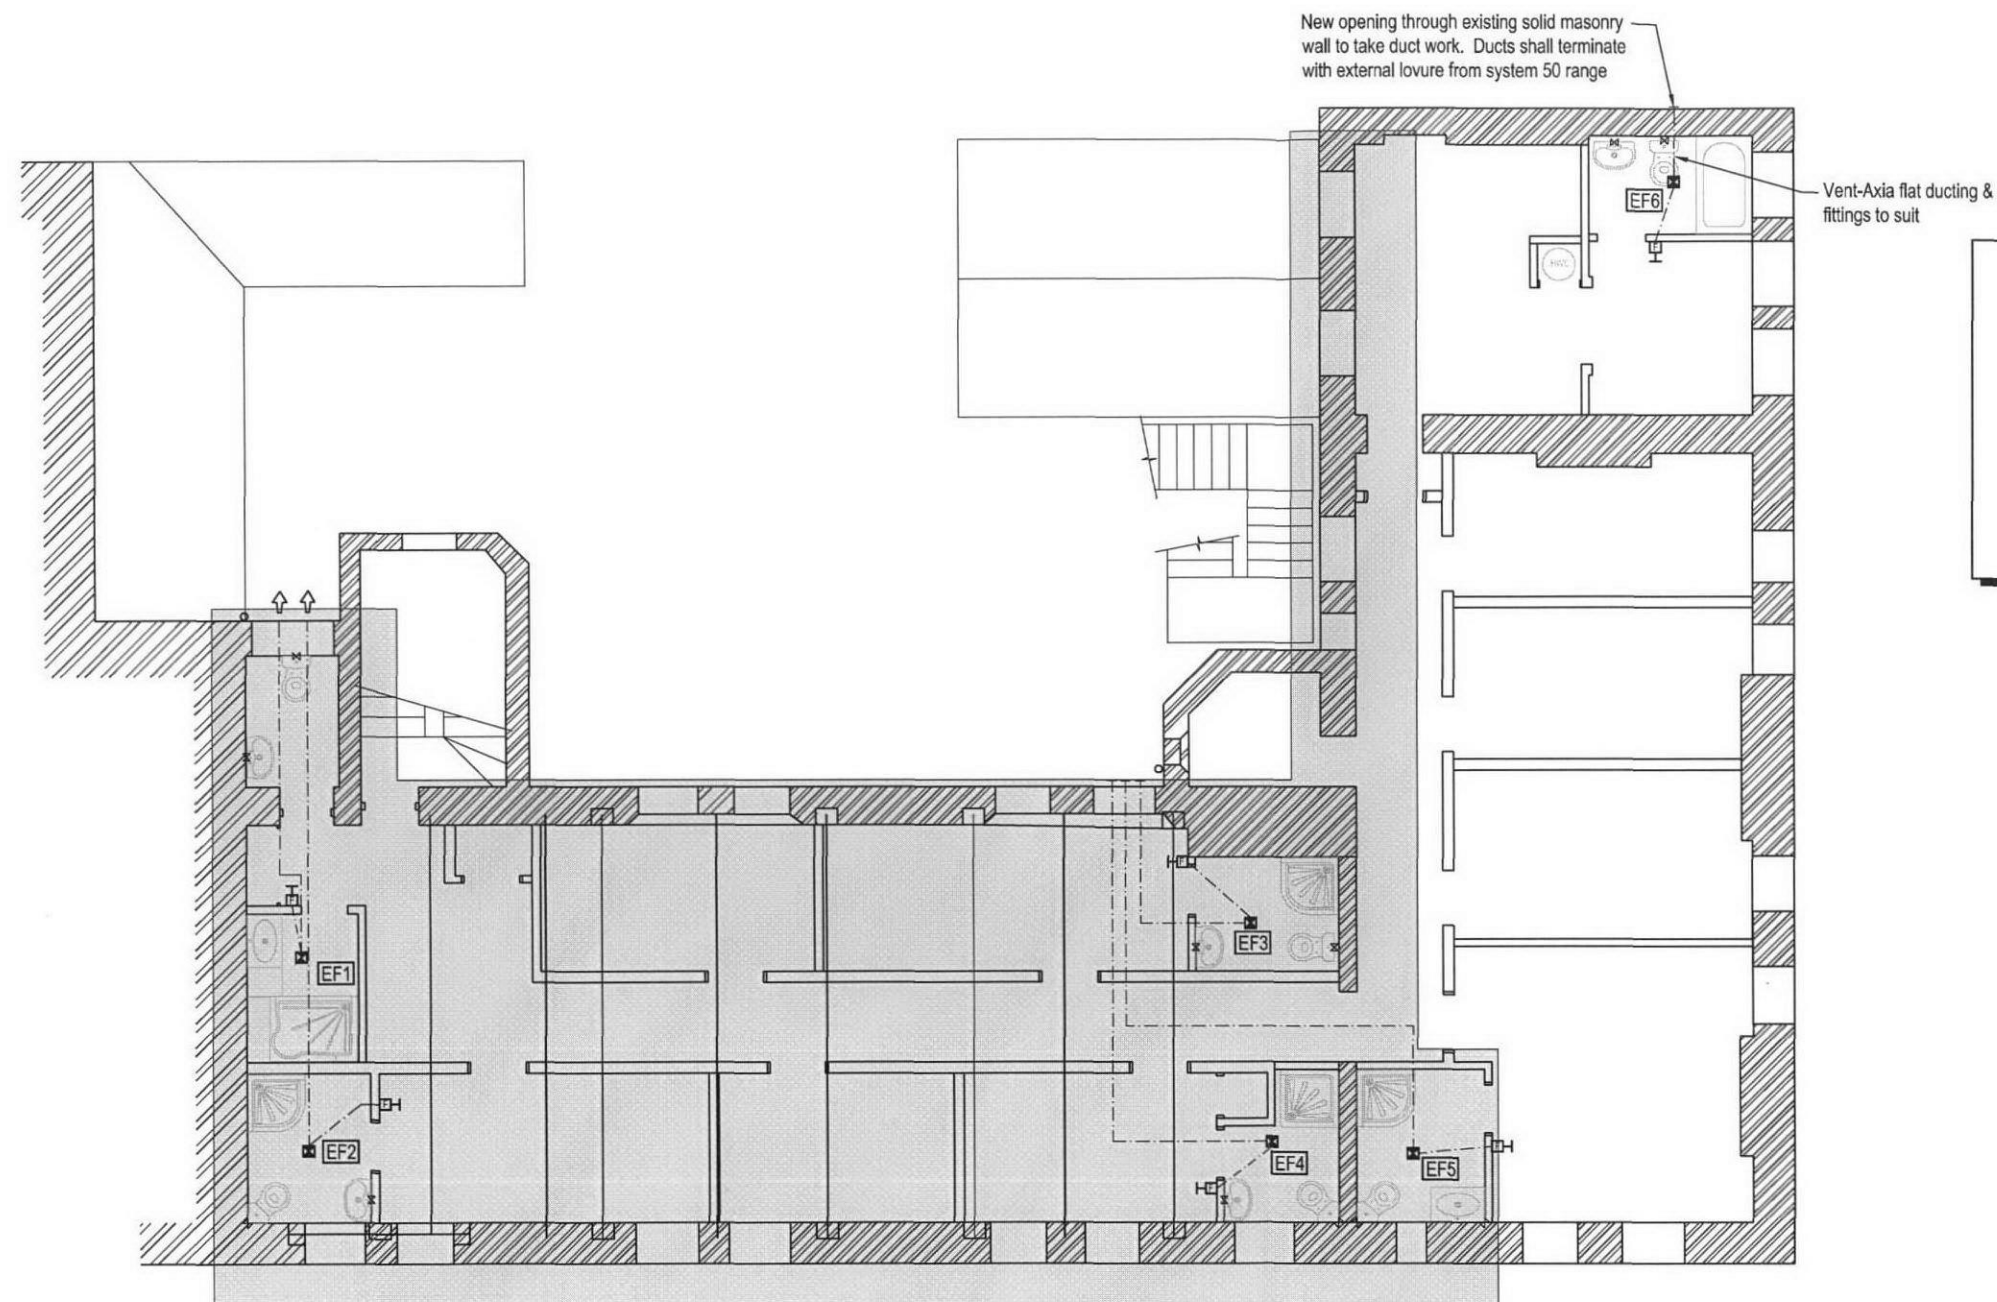 New opening through existing solid masonry
wall to take duct work. Ducts shall terminate
with external lovure from system 50 range
Vent-Axia flat ducting &
fittings to suit
EF6
HWC
EF3
EF1
EF2
EF4
EF5